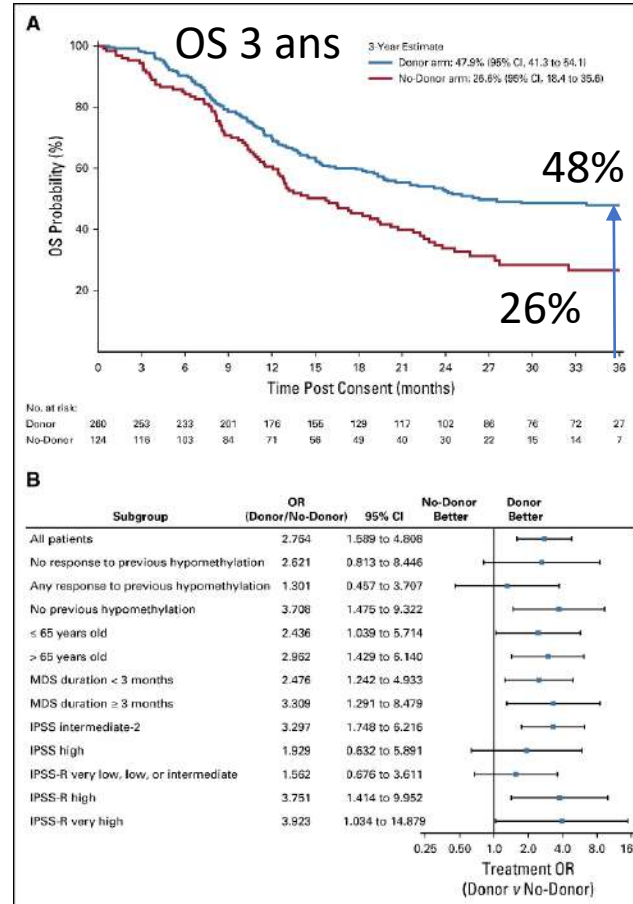 A
OS 3 ans
3-Year Estimate
Donor arm: 47.9% (95% CI, 41.3 to 54.1)
No-Donor arm: 26.6% (95% CI, 18.4 to 35.6)
OS Probability (%)
100
80
60
40
20
48%
26%
0 3 6 9 12 15 18 21 24 27 30 33 36
Time Post Consent (months)
No. at risk:
Donor 260 253 233 201 176 155 129 117 102 86 76 72 27
No-Donor 124 116 103 84 71 56 49 40 30 22 15 14 7
B
Subgroup OR (Donor/No-Donor) 95% CI No-Donor Better Donor Better
All patients 2.764 1.589 to 4.808
No response to previous hypomethylation 2.621 0.813 to 8.446
Any response to previous hypomethylation 1.301 0.457 to 3.707
No previous hypomethylation 3.708 1.475 to 9.322
≤ 65 years old 2.436 1.039 to 5.714
> 65 years old 2.962 1.429 to 6.140
MDS duration < 3 months 2.476 1.242 to 4.933
MDS duration ≥ 3 months 3.309 1.291 to 8.479
IPSS intermediate-2 3.297 1.748 to 6.216
IPSS high 1.929 0.632 to 5.891
IPSS-R very low, low, or intermediate 1.562 0.676 to 3.611
IPSS-R high 3.751 1.414 to 9.952
IPSS-R very high 3.923 1.034 to 14.879
0.25 0.50 1.0 2.0 4.0 8.0 16
Treatment OR
(Donor v No-Donor)